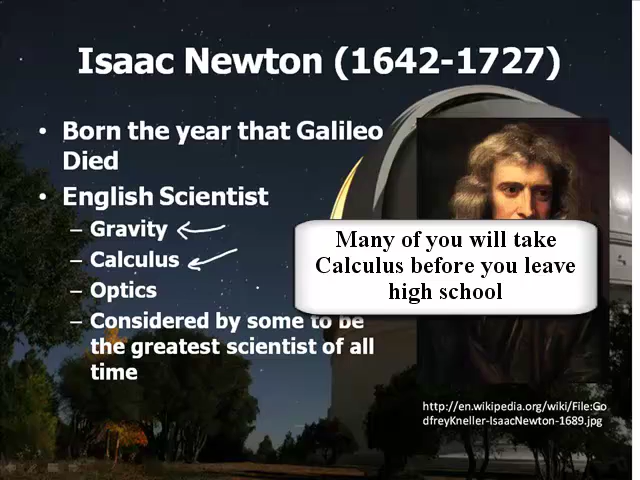 Isaac Newton (1642-1727)
• Born the year that Galileo
Died
• English Scientist
– Gravity
– Calculus
– Optics
– Considered by some to be
the greatest scientist of all
time
Many of you will take
Calculus before you leave
high school
http://en.wikipedia.org/wiki/File:Go
dfreyKneller-IsaacNewton-1689.jpg